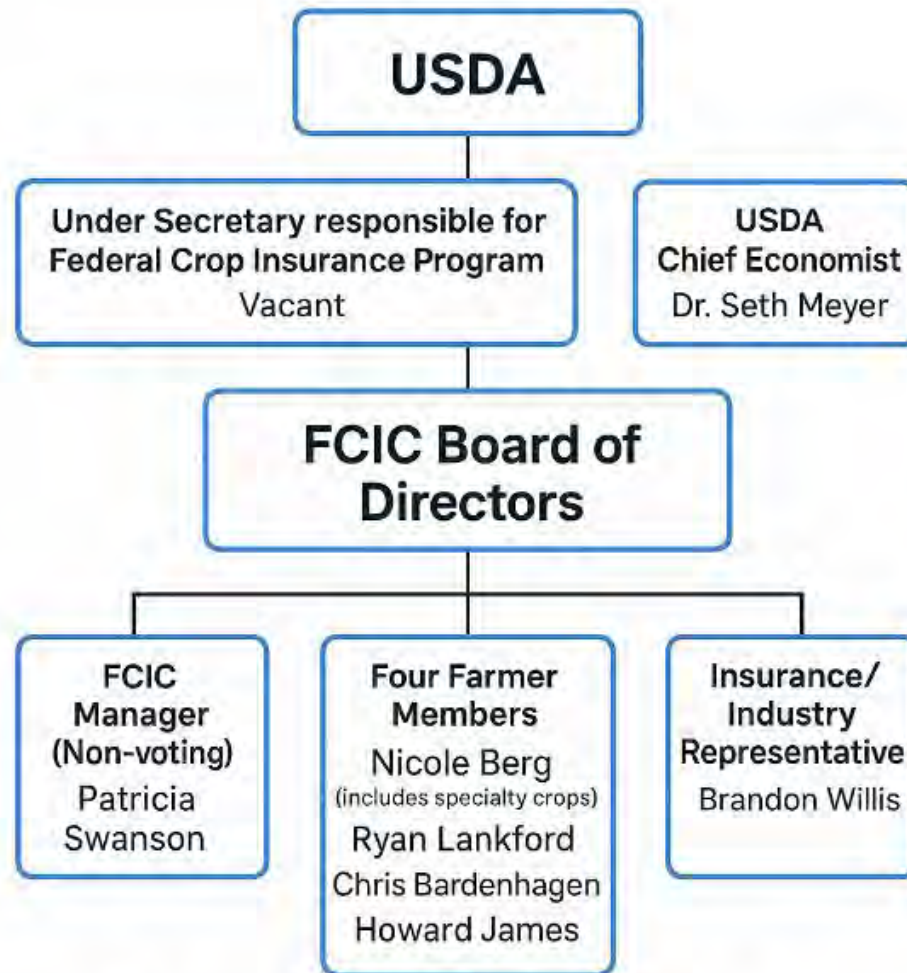 USDA
Under Secretary responsible for
Federal Crop Insurance Program
Vacant
USDA
Chief Economist
Dr. Seth Meyer
FCIC Board of
Directors
FCIC
Manager
(Non-voting)
Patricia
Swanson
Four Farmer
Members
Nicole Berg
(includes specialty crops)
Ryan Lankford
Chris Bardenhagen
Howard James
Insurance/
Industry
Representative
Brandon Willis